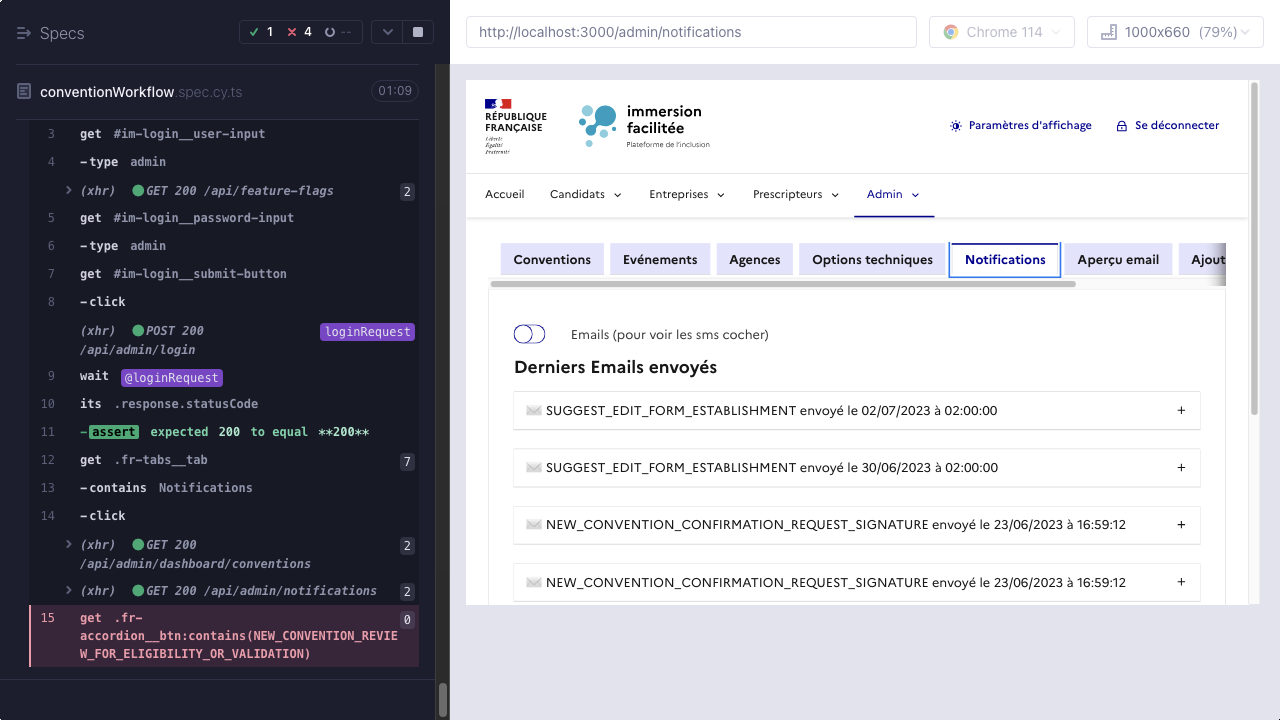 Specs
1 4 --
conventionWorkflow.spec.cy.ts 01:09
3 get #im-login__user-input
4 -type admin
(xhr) GET 200 /api/feature-flags 2
5 get #im-login__password-input
6 -type admin
7 get #im-login__submit-button
8 -click
(xhr) POST 200 loginRequest
/api/admin/login
9 wait @loginRequest
10 its .response.statusCode
11 -assert expected 200 to equal **200**
12 get .fr-tabs__tab 7
13 -contains Notifications
14 -click
(xhr) GET 200 2
/api/admin/dashboard/conventions
(xhr) GET 200 /api/admin/notifications 2
15 get .fr- 0
accordion__btn:contains(NEW_CONVENTION_REVIE
W_FOR_ELIGIBILITY_OR_VALIDATION)
http://localhost:3000/admin/notifications
Chrome 114
1000x660 (79%)
RÉPUBLIQUE
FRANÇAISE
Liberté
Égalité
Fraternité
immersion
facilitée
Plateforme de l'inclusion
Paramètres d'affichage
Se déconnecter
Accueil Candidats Entreprises Prescripteurs Admin
Conventions Evénements Agences Options techniques Notifications Aperçu email Ajout
Emails (pour voir les sms cocher)
Derniers Emails envoyés
SUGGEST_EDIT_FORM_ESTABLISHMENT envoyé le 02/07/2023 à 02:00:00 +
SUGGEST_EDIT_FORM_ESTABLISHMENT envoyé le 30/06/2023 à 02:00:00 +
NEW_CONVENTION_CONFIRMATION_REQUEST_SIGNATURE envoyé le 23/06/2023 à 16:59:12 +
NEW_CONVENTION_CONFIRMATION_REQUEST_SIGNATURE envoyé le 23/06/2023 à 16:59:12 +